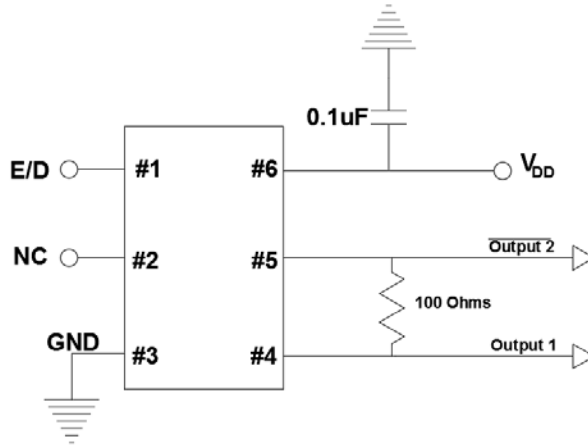 0.1uF
E/D
#1
#6
VDD
NC
#2
#5
Output 2
100 Ohms
GND
#3
#4
Output 1